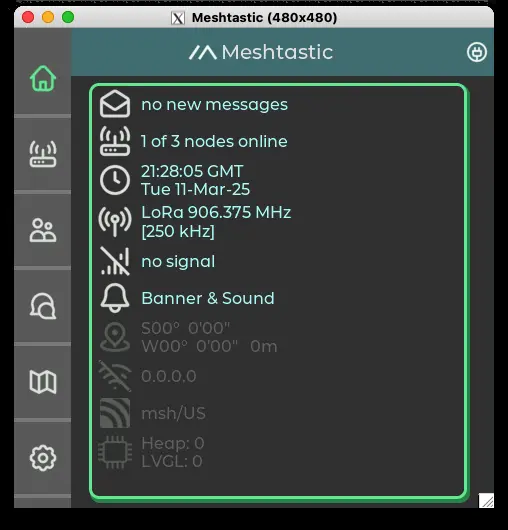 Meshtastic (480x480)
Meshtastic
no new messages
1 of 3 nodes online
21:28:05 GMT
Tue 11-Mar-25
LoRa 906.375 MHz
[250 kHz]
no signal
Banner & Sound
S00° 0'00"
W00° 0'00" 0m
0.0.0.0
msh/US
Heap: 0
LVGL: 0